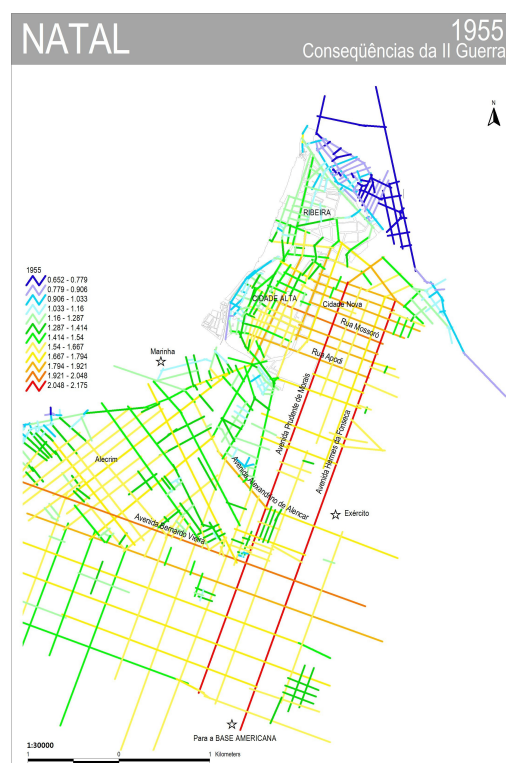 NATAL
1955
Conseqüências da II Guerra
N
RIBEIRA
1955
0.652 - 0.779
0.779 - 0.906
0.906 - 1.033
1.033 - 1.16
1.16 - 1.287
1.287 - 1.414
1.414 - 1.54
1.54 - 1.667
1.667 - 1.794
1.794 - 1.921
1.921 - 2.048
2.048 - 2.175
CIDADE ALTA
Cidade Nova
Rua Mossoró
Rua Apodi
Marinha
Avenida Prudente de Morais
Avenida Hermes da Fonseca
Alecrim
Avenida Alexandrino de Alencar
Exército
Avenida Bernardo Vieira
Para a BASE AMERICANA
1:30000
1 0 1 Kilometers